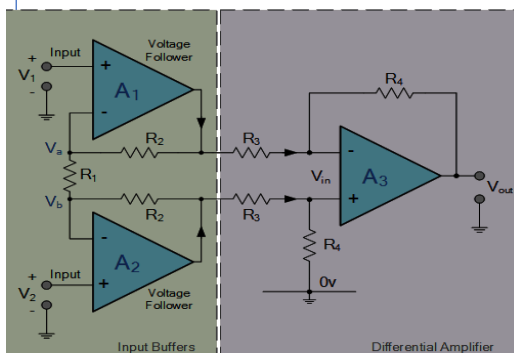 Voltage
Follower
+
Input
+
V1
-
A1
-
R4
Va
R2
R3
-
R1
Vin
A3
Vout
Vb
R2
R3
+
-
A2
R4
+
Input
+
V2
-
Voltage
Follower
0v
Input Buffers
Differential Amplifier